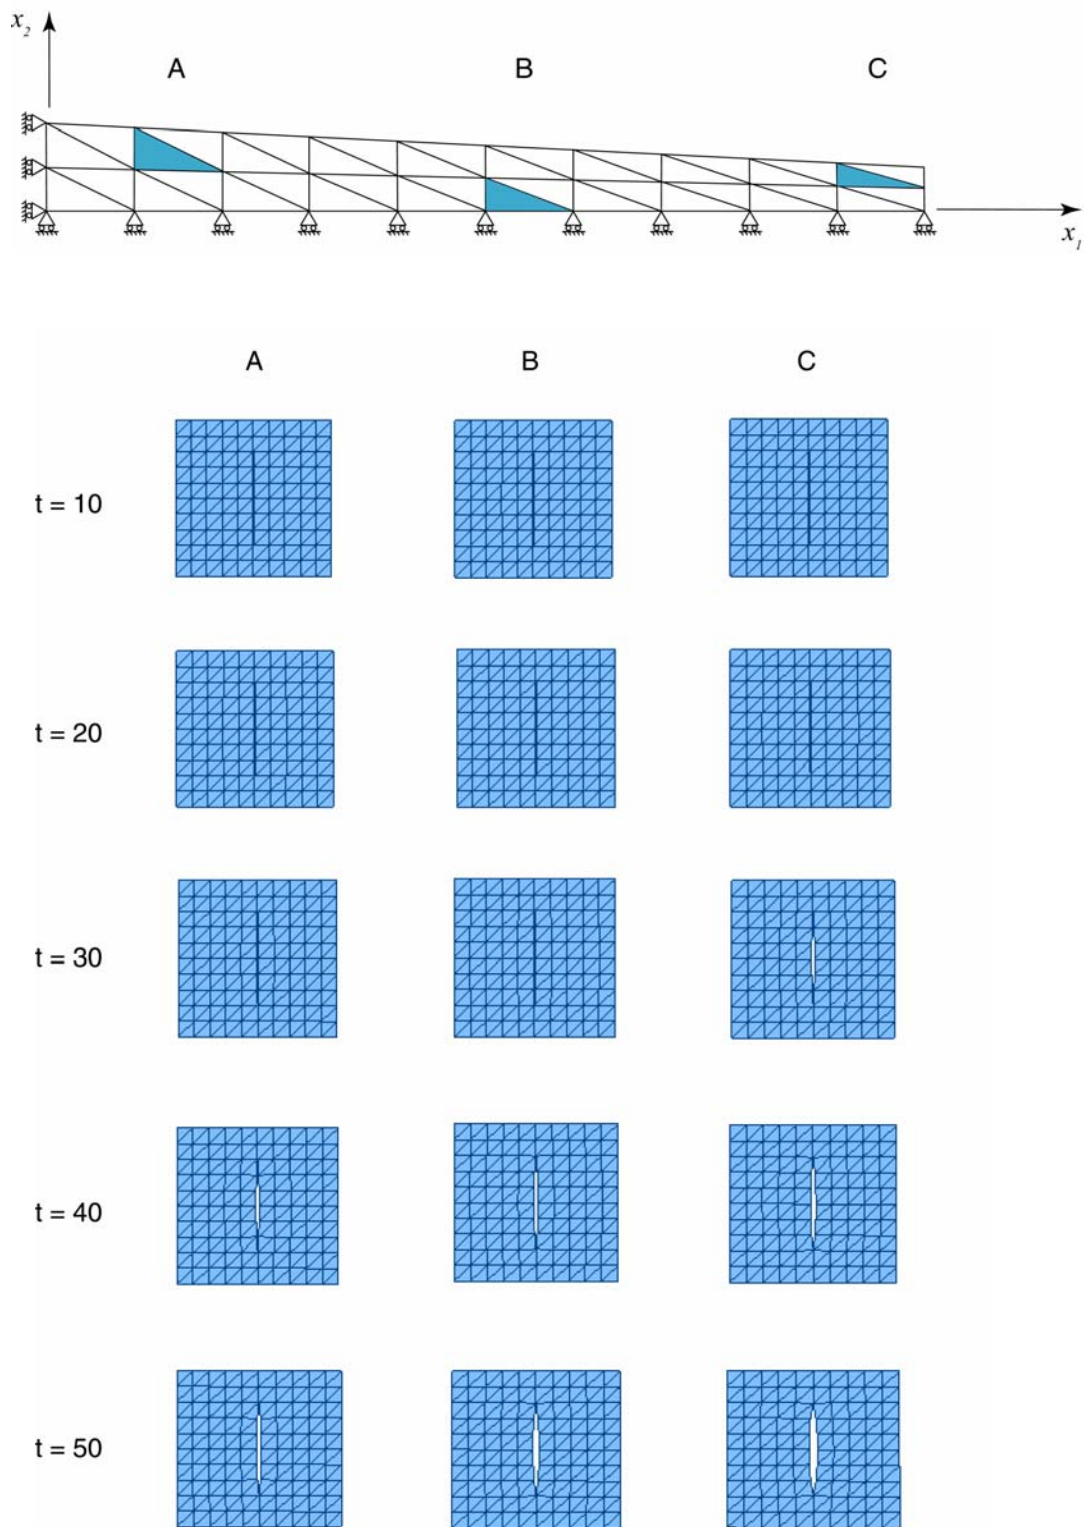 x₂
A B C
x₁
A B C
t = 10
t = 20
t = 30
t = 40
t = 50